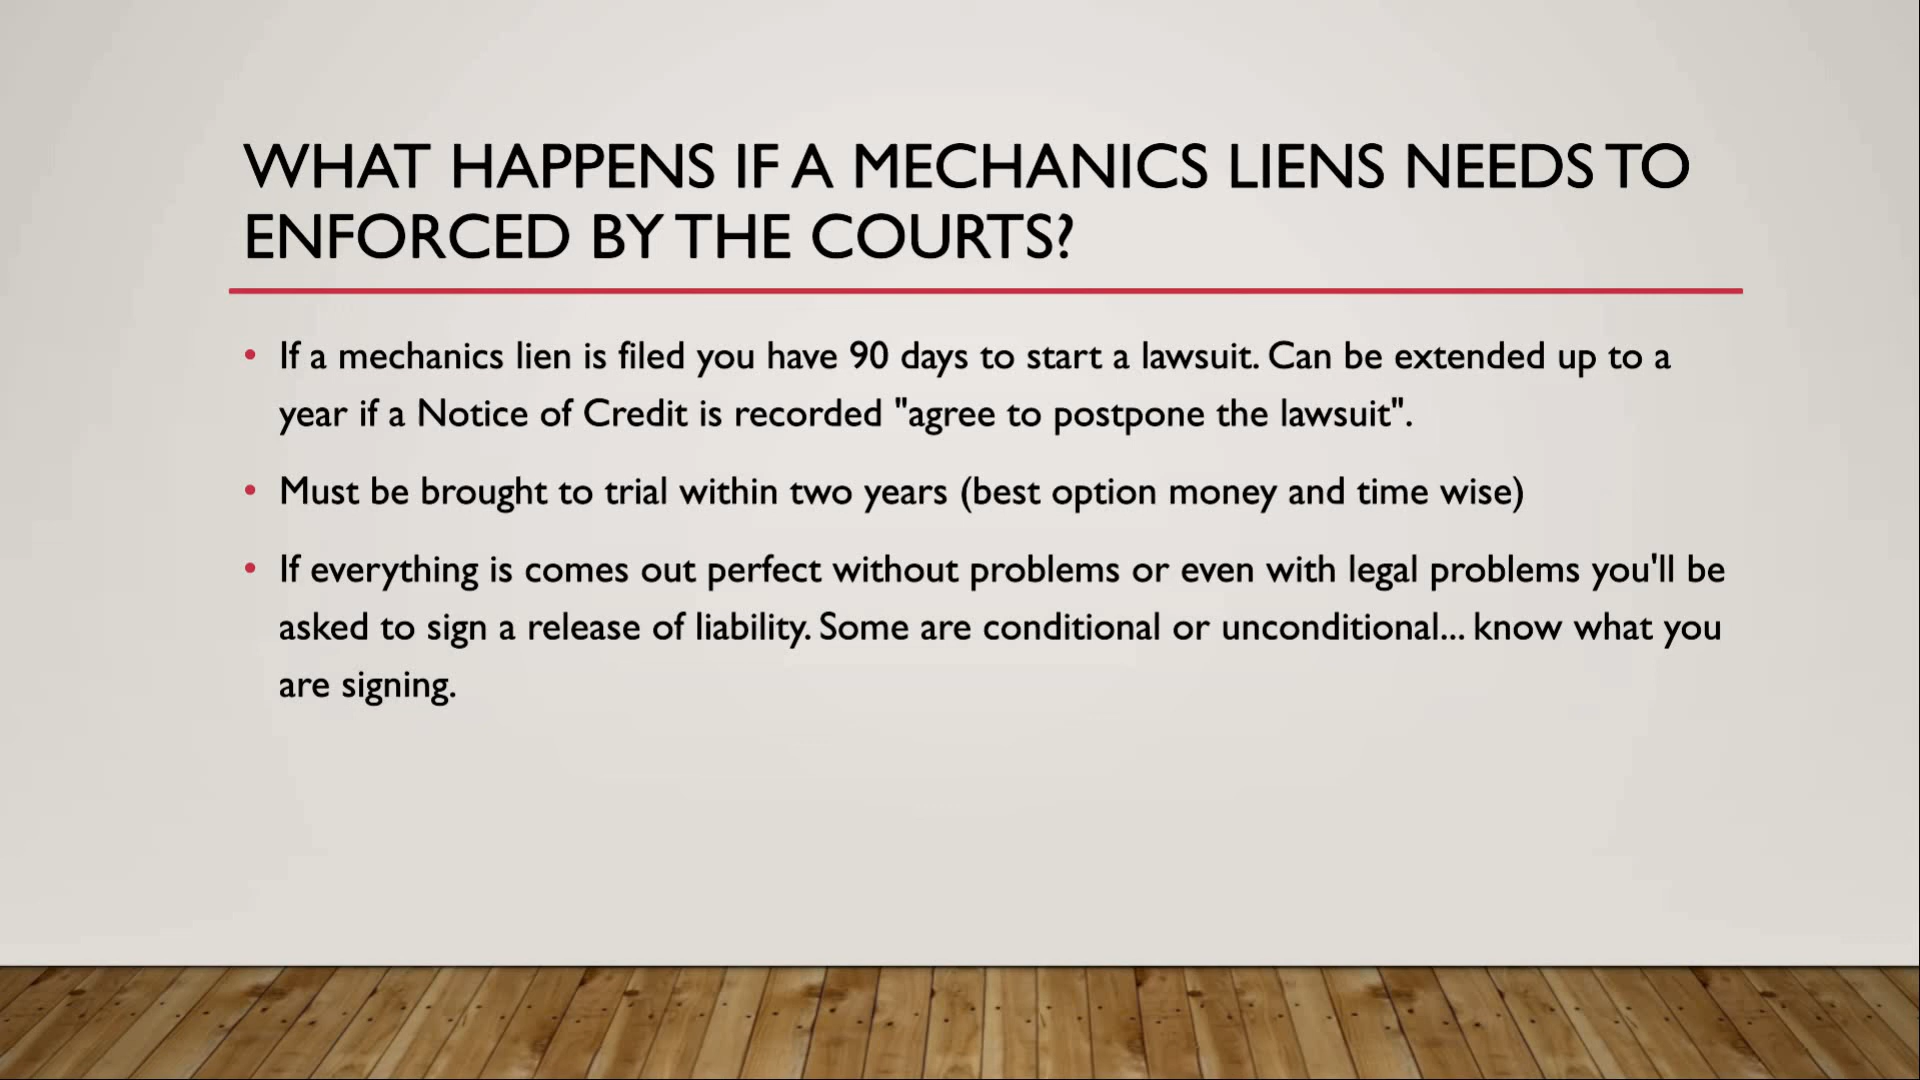 WHAT HAPPENS IF A MECHANICS LIENS NEEDS TO
ENFORCED BY THE COURTS?
• If a mechanics lien is filed you have 90 days to start a lawsuit. Can be extended up to a
year if a Notice of Credit is recorded "agree to postpone the lawsuit".
• Must be brought to trial within two years (best option money and time wise)
• If everything is comes out perfect without problems or even with legal problems you'll be
asked to sign a release of liability. Some are conditional or unconditional... know what you
are signing.